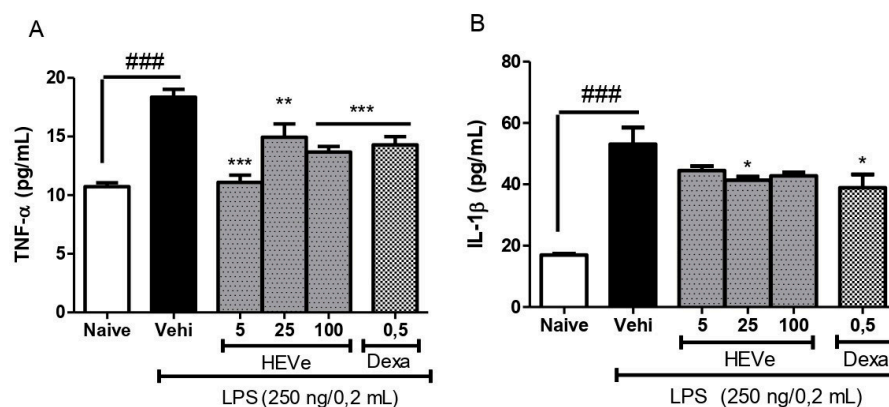 A
###
**
***
***
TNF-α (pg/mL)
20
15
10
5
0
Naive Vehi 5 25 100 0,5
HEVe Dexa
LPS (250 ng/0,2 mL)
B
###
*
*
IL-1β (pg/mL)
80
60
40
20
0
Naive Vehi 5 25 100 0,5
HEVe Dexa
LPS (250 ng/0,2 mL)